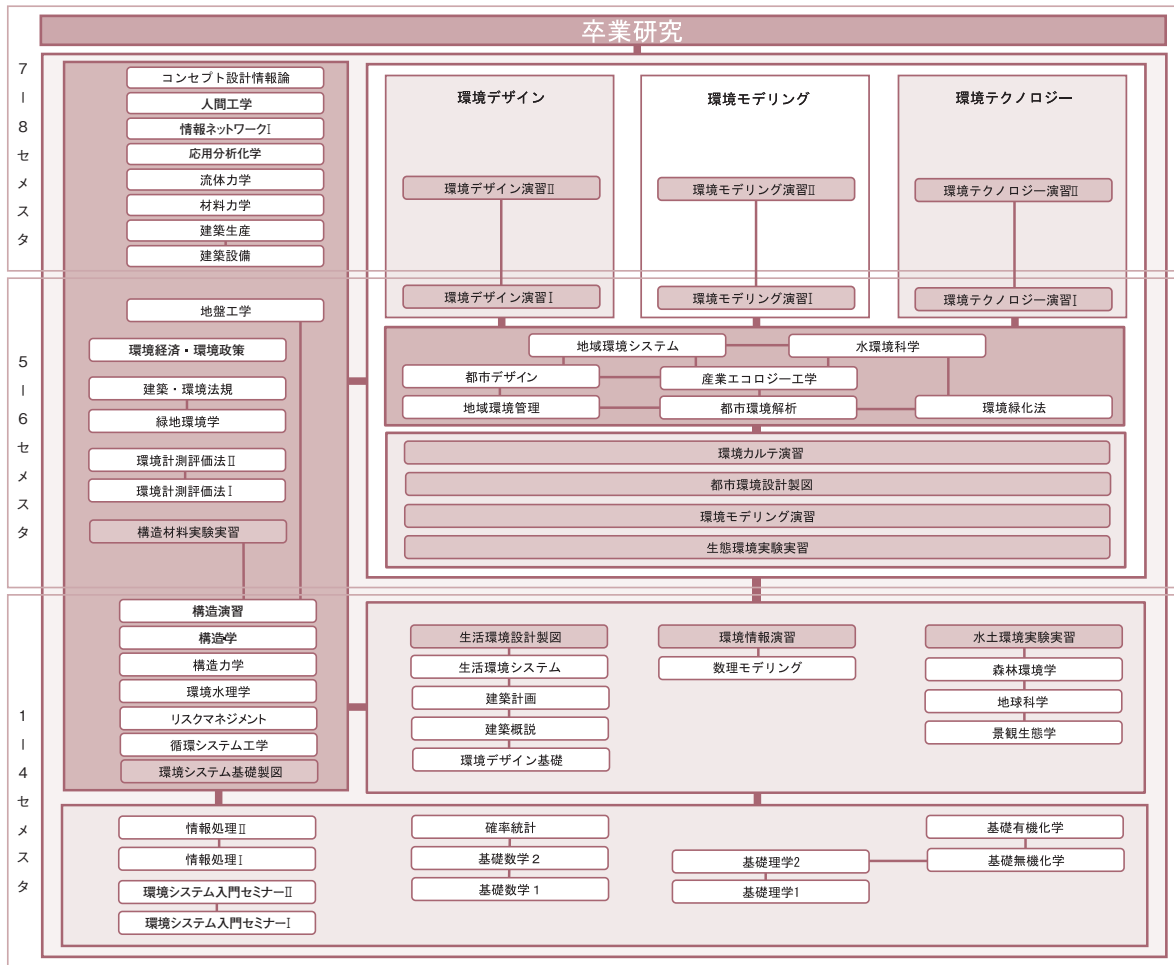 卒業研究
7ー8セメスタ
コンセプト設計情報論
人間工学
情報ネットワークⅠ
応用分析化学
流体力学
材料力学
建築生産
建築設備
環境デザイン
環境モデリング
環境テクノロジー
環境デザイン演習Ⅱ
環境モデリング演習Ⅱ
環境テクノロジー演習Ⅱ
環境デザイン演習Ⅰ
環境モデリング演習Ⅰ
環境テクノロジー演習Ⅰ
5ー6セメスタ
地盤工学
環境経済・環境政策
建築・環境法規
緑地環境学
環境計測評価法Ⅱ
環境計測評価法Ⅰ
構造材料実験実習
地域環境システム
水環境科学
都市デザイン
産業エコロジー工学
地域環境管理
都市環境解析
環境緑化法
環境カルテ演習
都市環境設計製図
環境モデリング演習
生態環境実験実習
1ー4セメスタ
構造演習
構造学
構造力学
環境水理学
リスクマネジメント
循環システム工学
環境システム基礎製図
生活環境設計製図
生活環境システム
建築計画
建築概説
環境デザイン基礎
環境情報演習
数理モデリング
水土環境実験実習
森林環境学
地球科学
景観生態学
情報処理Ⅱ
情報処理Ⅰ
環境システム入門セミナーⅡ
環境システム入門セミナーⅠ
確率統計
基礎数学2
基礎数学1
基礎理学2
基礎理学1
基礎有機化学
基礎無機化学